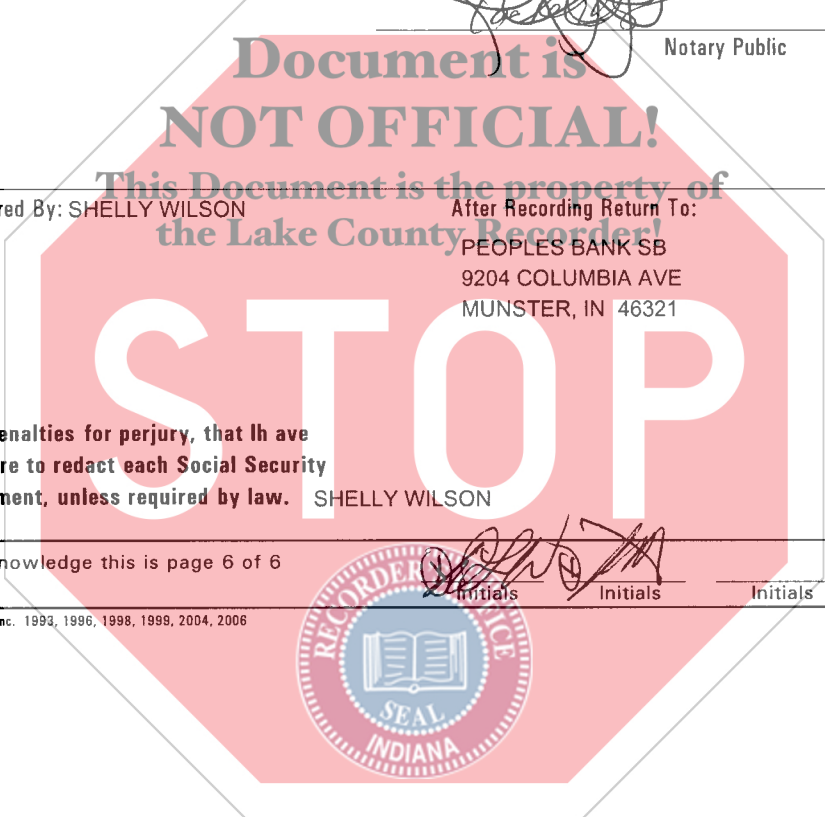 Notary Public
Document is
NOT OFFICIAL!
This Document is the property of
the Lake County Recorder!
red By: SHELLY WILSON
After Recording Return To:
PEOPLES BANK SB
9204 COLUMBIA AVE
MUNSTER, IN 46321
STOP
enalties for perjury, that Ih ave
re to redact each Social Security
ment, unless required by law. SHELLY WILSON
nowledge this is page 6 of 6
Initials Initials Initials
nc. 1993, 1996, 1998, 1999, 2004, 2006
SEAL
INDIANA